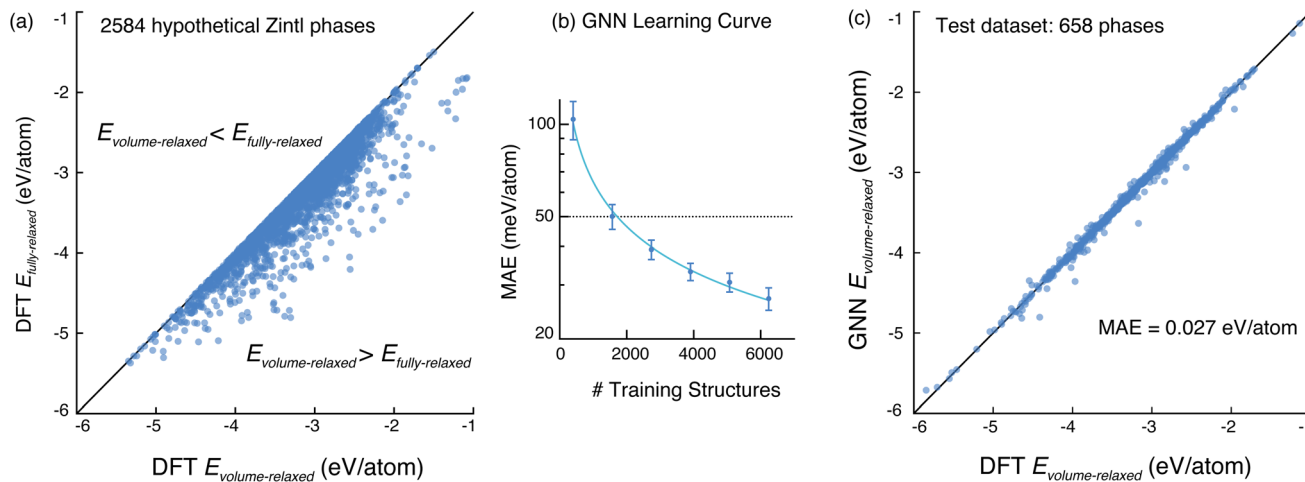 (a)
2584 hypothetical Zintl phases
E_volume-relaxed < E_fully-relaxed
E_volume-relaxed > E_fully-relaxed
DFT E_fully-relaxed (eV/atom)
-1
-2
-3
-4
-5
-6
-6 -5 -4 -3 -2 -1
DFT E_volume-relaxed (eV/atom)
(b) GNN Learning Curve
MAE (meV/atom)
100
50
20
0 2000 4000 6000
# Training Structures
(c)
Test dataset: 658 phases
MAE = 0.027 eV/atom
GNN E_volume-relaxed (eV/atom)
-1
-2
-3
-4
-5
-6
-6 -5 -4 -3 -2 -1
DFT E_volume-relaxed (eV/atom)